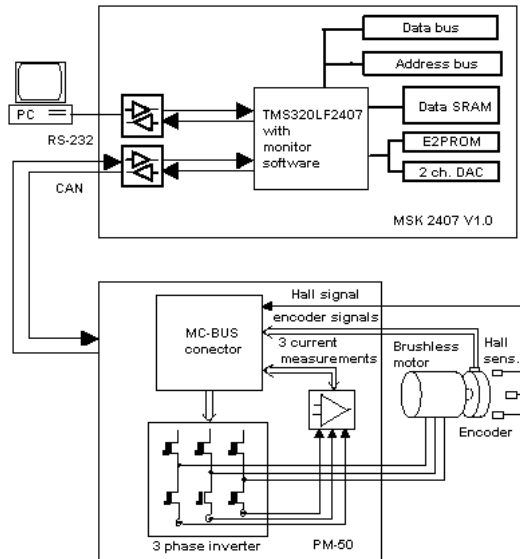 Data bus
Address bus
PC
TMS320LF2407
with
monitor
software
Data SRAM
RS-232
E2PROM
CAN
2 ch. DAC
MSK 2407 V1.0
Hall signal
encoder signals
MC-BUS
conector
3 current
measurements
Brushless
motor
Hall
sens.
Encoder
3 phase inverter
PM-50